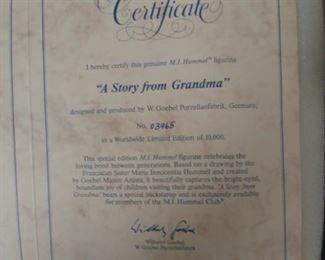 Certificate
I hereby certify this genuine M.I. Hummel® figurine
"A Story from Grandma"
designed and produced by W. Goebel Porzellanfabrik, Germany,
No. 03965
in a Worldwide Limited Edition of 10,000.
This special edition M.I. Hummel figurine celebrates the
loving bond between generations. Based on a drawing by the
Franciscan Sister Maria Innocentia Hummel and created
by Goebel Master Artists, it beautifully captures the bright-eyed,
boundless joy of children visiting their grandma. "A Story from
Grandma" bears a special backstamp and is exclusively available
for members of the M.I. Hummel Club®.
Wilhelm Goebel
Wilhelm Goebel
W. Goebel Porzellanfabrik